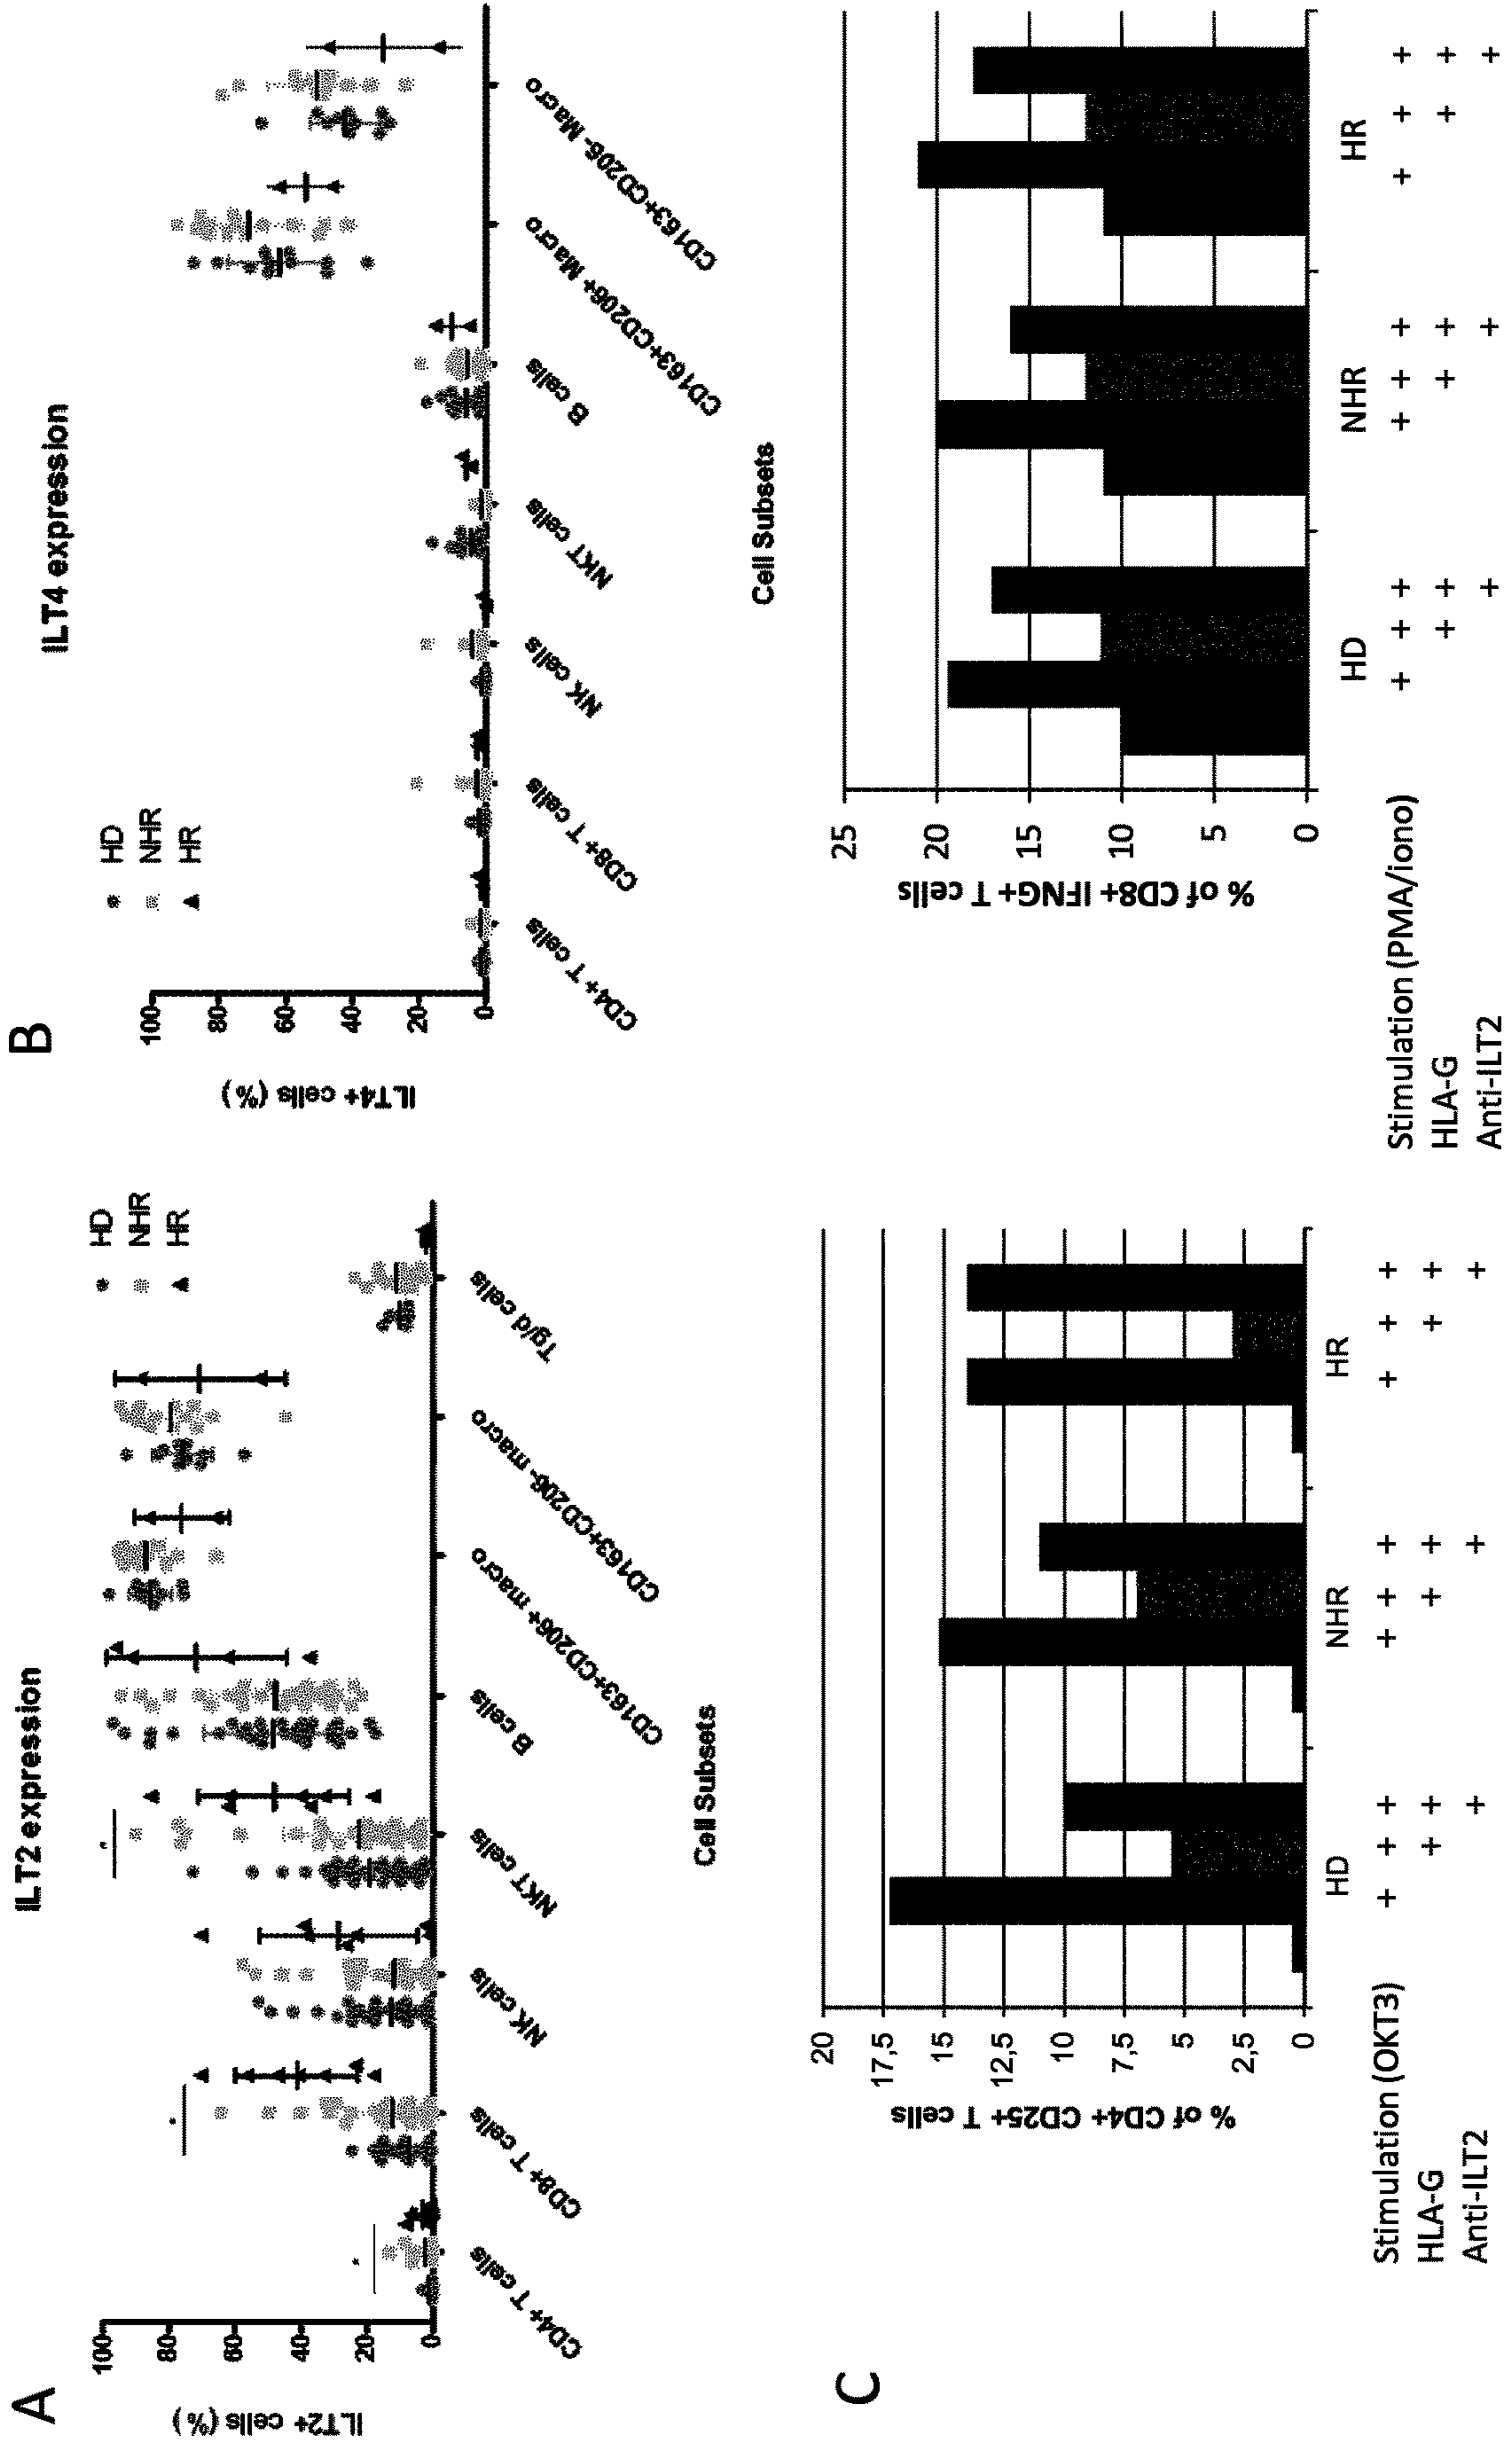 A
ILT2 expression
HD
NHR
HR
ILT2+ cells (%)
100
80
60
40
20
0
CD4+ T cells
CD8+ T cells
NK cells
NKT cells
B cells
CD163+CD206+ macro
CD163+CD206- macro
Tg/d cells
Cell Subsets
B
ILT4 expression
HD
NHR
HR
ILT4+ cells (%)
100
80
60
40
20
0
CD4+ T cells
CD8+ T cells
NK cells
NKT cells
B cells
CD163+CD206+ Macro
CD163+CD206- Macro
Cell Subsets
C
% of CD4+ CD25+ T cells
20
17,5
15
12,5
10
7,5
5
2,5
0
HD NHR HR
Stimulation (OKT3) + + + + + + + + +
HLA-G + + + + + +
Anti-ILT2 + + +
% of CD8+ IFNG+ T cells
25
20
15
10
5
0
HD NHR HR
Stimulation (PMA/iono) + + + + + + + + +
HLA-G + + + + + +
Anti-ILT2 + + +